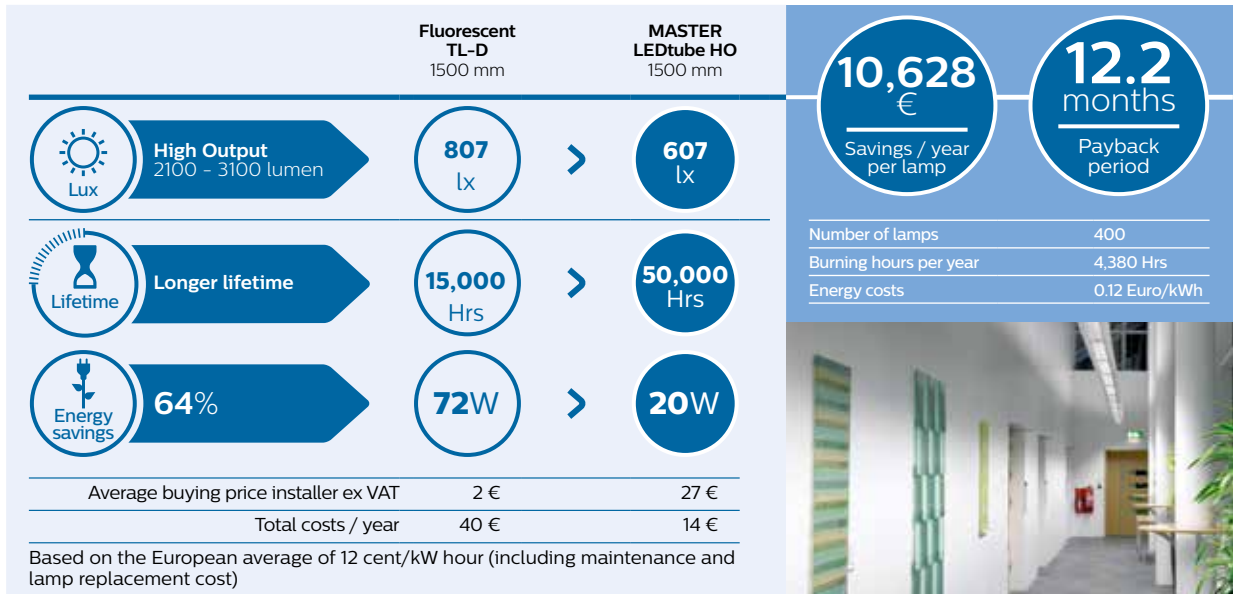 Fluorescent
TL-D
1500 mm
MASTER
LEDtube HO
1500 mm
Lux
High Output
2100 - 3100 lumen
807
lx
>
607
lx
Lifetime
Longer lifetime
15,000
Hrs
>
50,000
Hrs
Energy
savings
64%
72W
>
20W
Average buying price installer ex VAT 2 € 27 €
Total costs / year 40 € 14 €
Based on the European average of 12 cent/kW hour (including maintenance and
lamp replacement cost)
10,628
€
Savings / year
per lamp
12.2
months
Payback
period
Number of lamps 400
Burning hours per year 4,380 Hrs
Energy costs 0.12 Euro/kWh